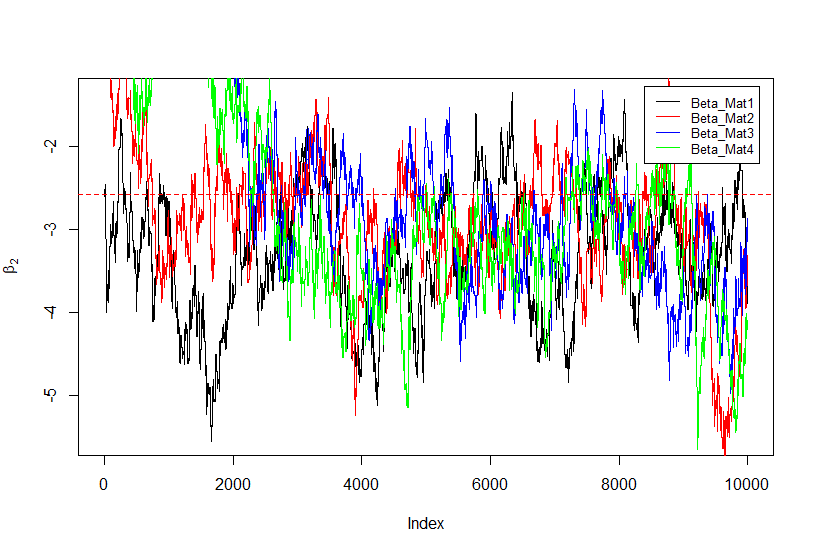 Beta_Mat1
Beta_Mat2
Beta_Mat3
Beta_Mat4
-2
-3
-4
-5
β2
0 2000 4000 6000 8000 10000
Index